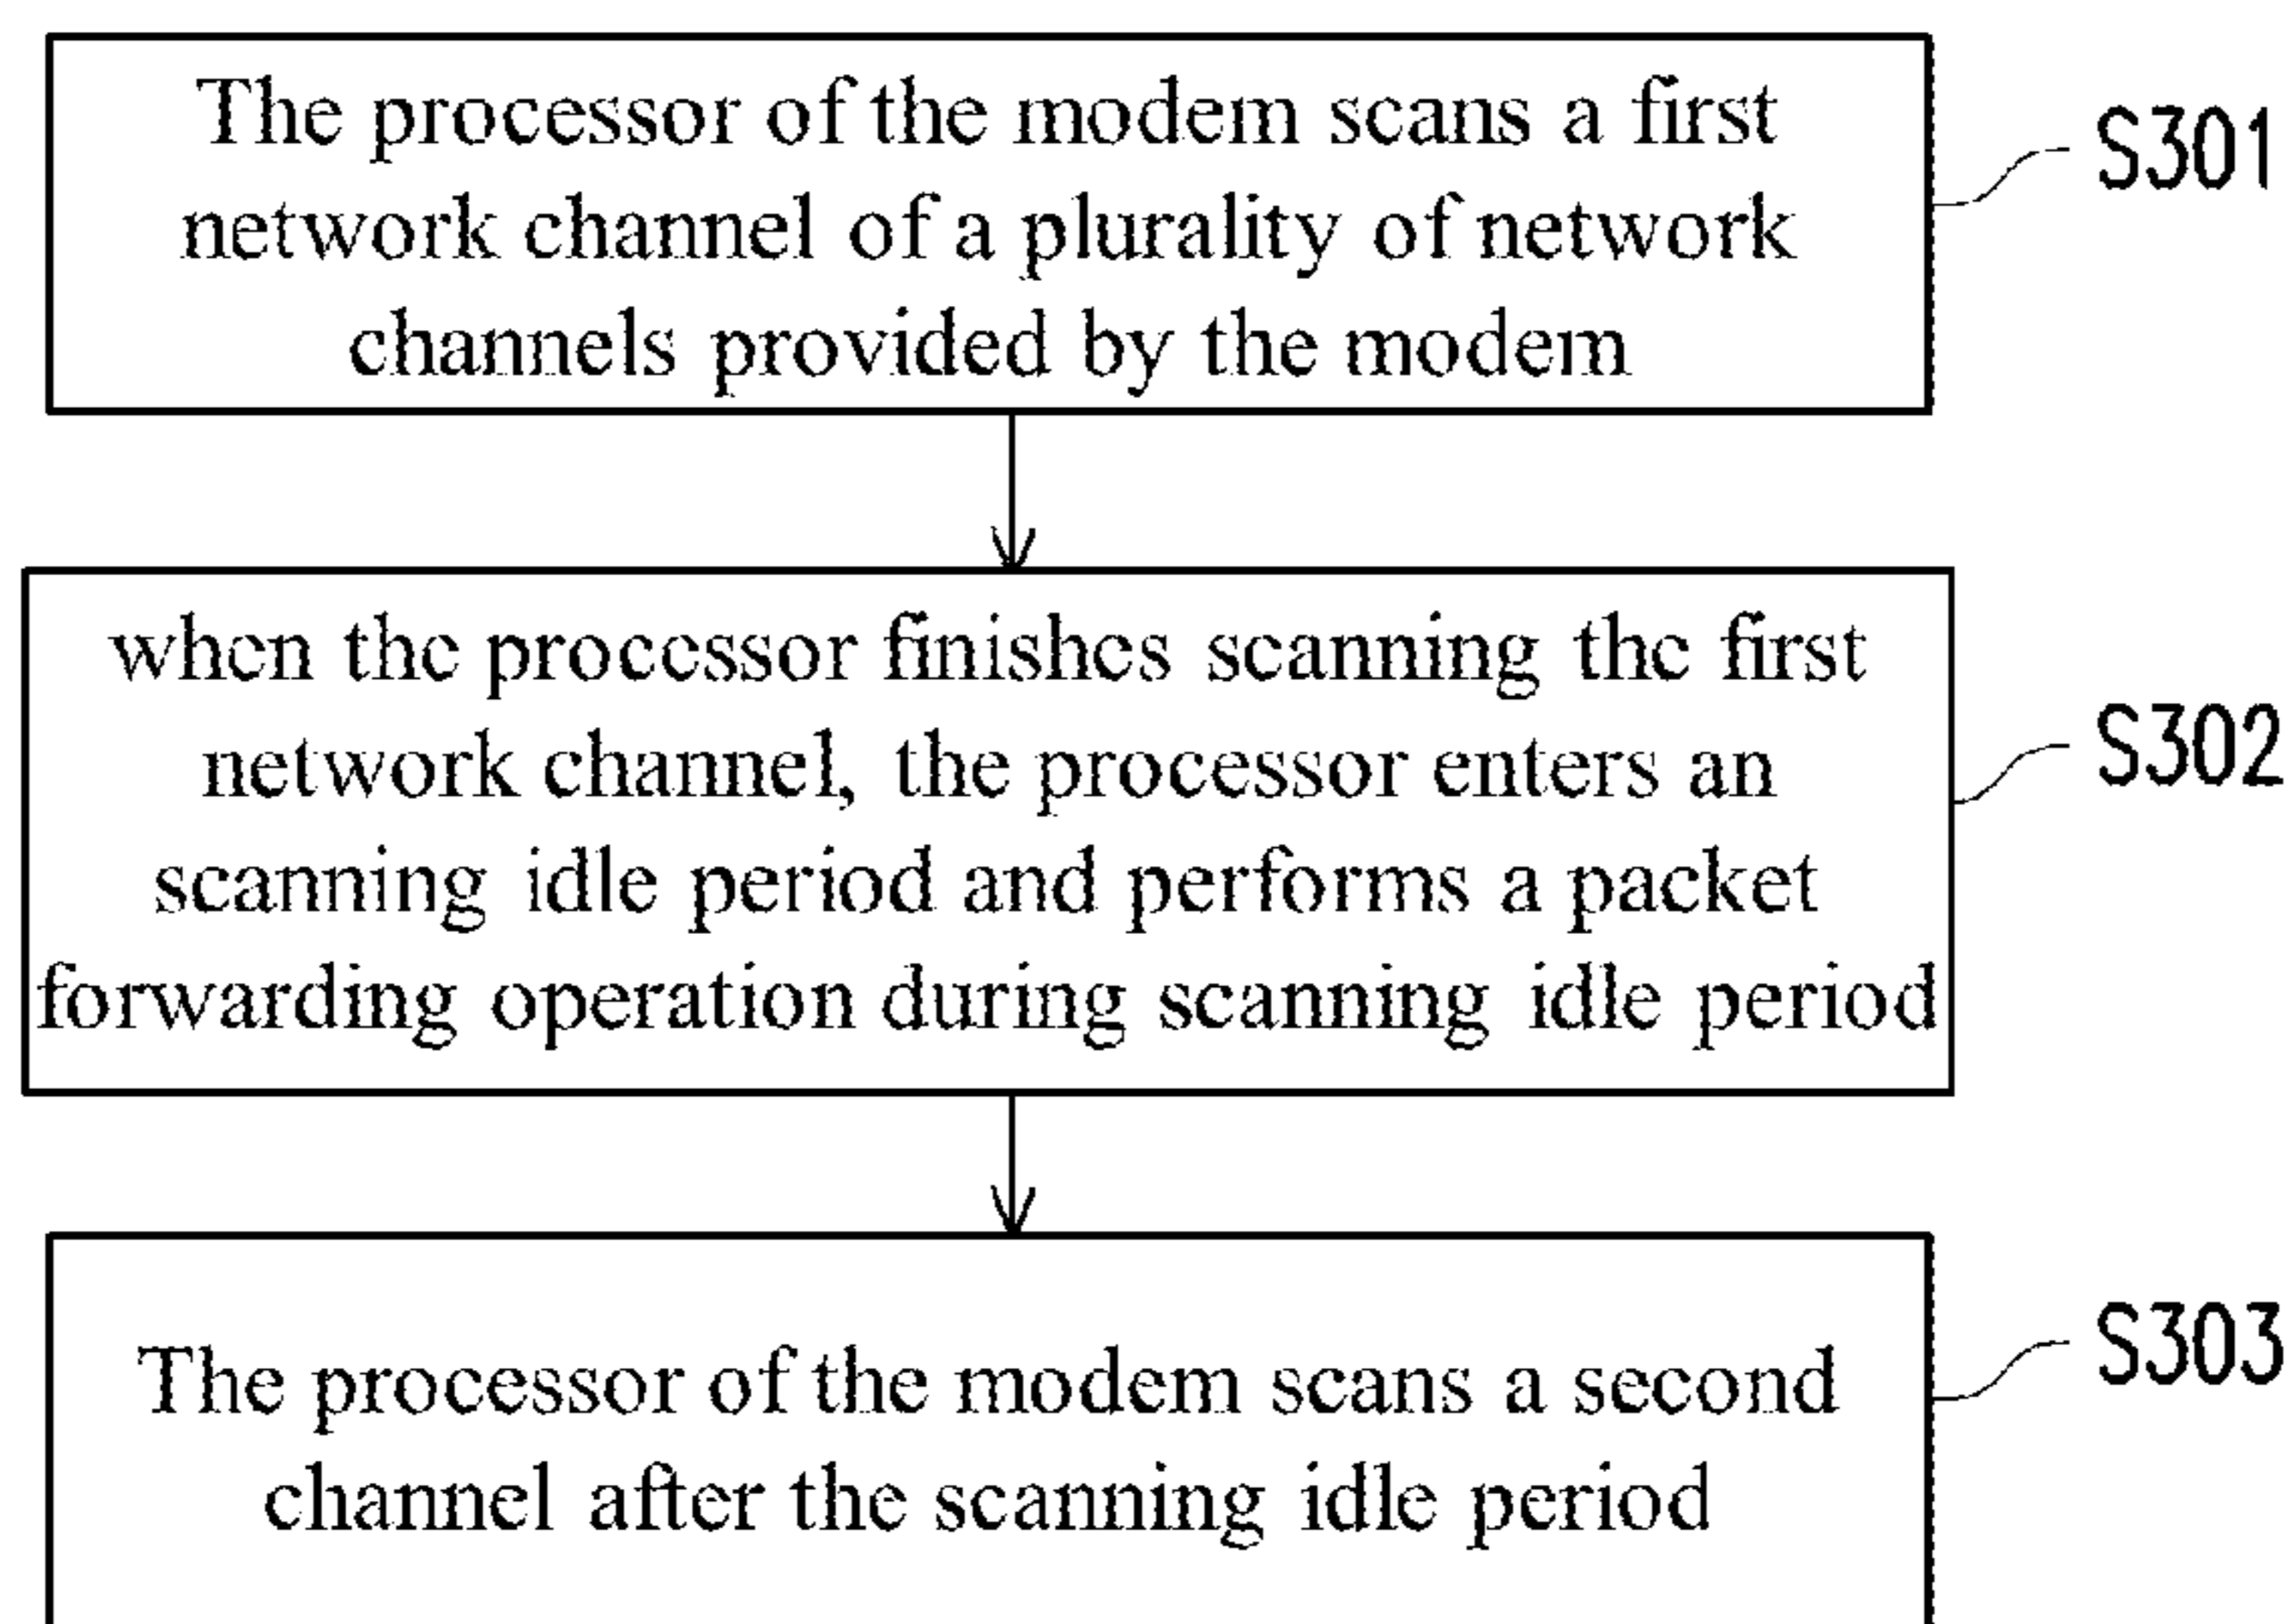 The processor of the modem scans a first
network channel of a plurality of network
channels provided by the modem
S301
when the processor finishes scanning the first
network channel, the processor enters an
scanning idle period and performs a packet
forwarding operation during scanning idle period
S302
The processor of the modem scans a second
channel after the scanning idle period
S303